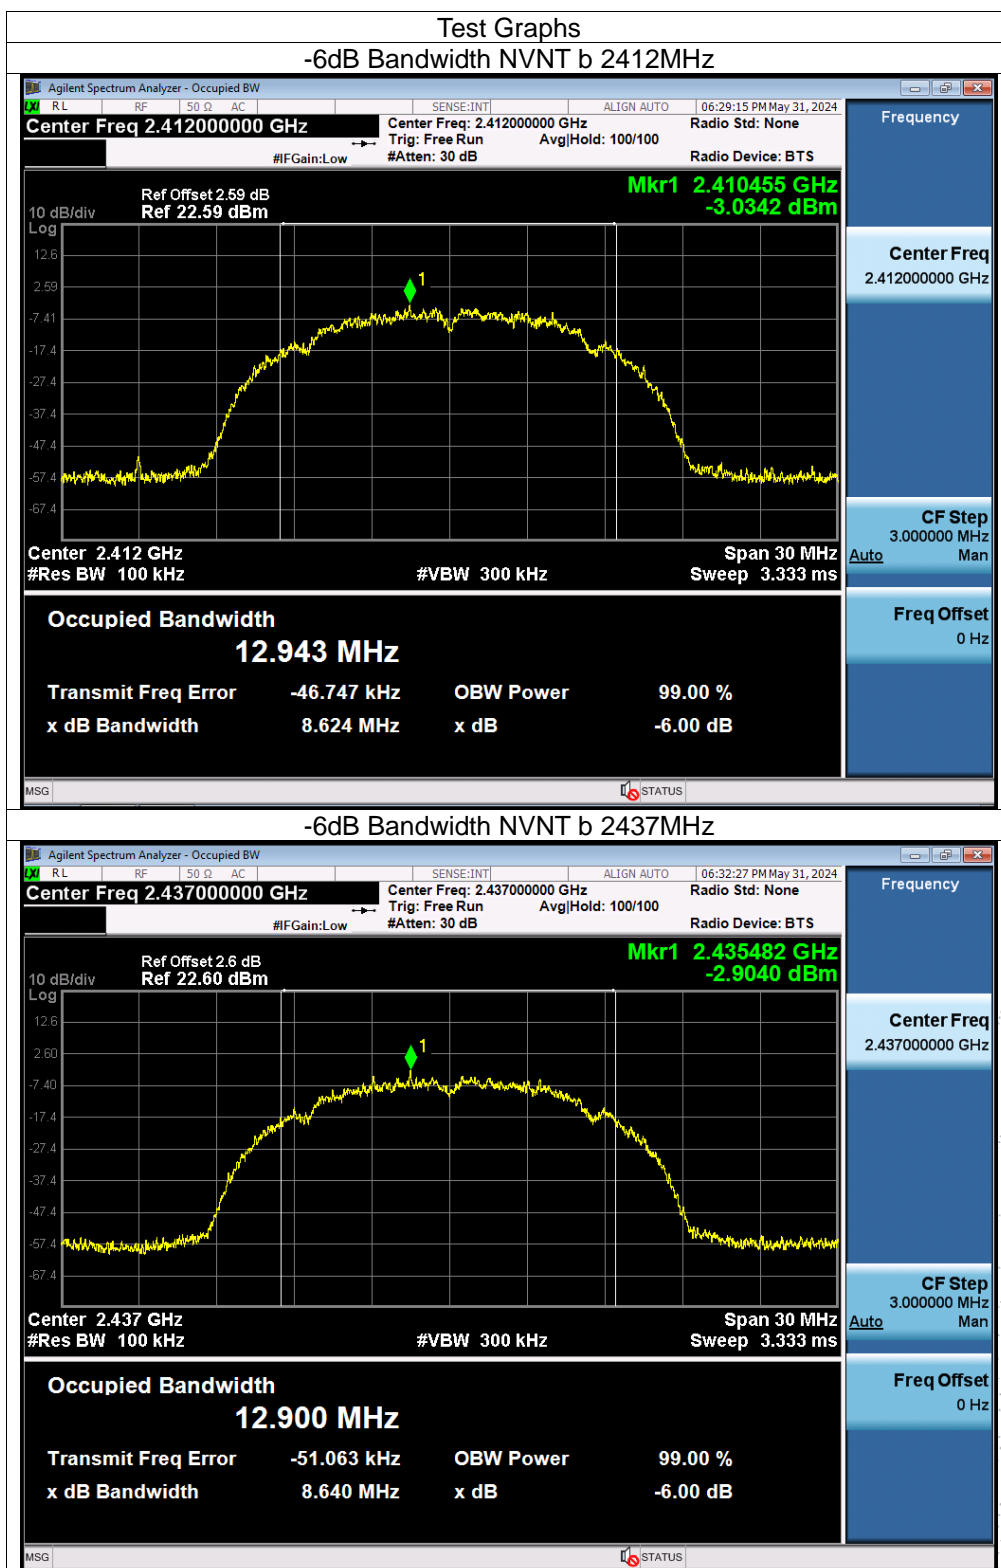 Test Graphs
-6dB Bandwidth NVNT b 2412MHz
Agilent Spectrum Analyzer - Occupied BW
LXI RL RF 50 Ω AC SENSE:INT ALIGN AUTO 06:29:15 PM May 31, 2024
Center Freq 2.412000000 GHz
Center Freq: 2.412000000 GHz
Radio Std: None
Trig: Free Run Avg|Hold: 100/100
#IFGain:Low #Atten: 30 dB Radio Device: BTS
Frequency
Mkr1 2.410455 GHz
-3.0342 dBm
Ref Offset 2.59 dB
10 dB/div Ref 22.59 dBm
Log
12.6
2.59
-7.41
-17.4
-27.4
-37.4
-47.4
-57.4
-67.4
1
Center Freq
2.412000000 GHz
Center 2.412 GHz Span 30 MHz
#Res BW 100 kHz #VBW 300 kHz Sweep 3.333 ms
CF Step
3.000000 MHz
Auto Man
Occupied Bandwidth
12.943 MHz
Freq Offset
0 Hz
Transmit Freq Error -46.747 kHz OBW Power 99.00 %
x dB Bandwidth 8.624 MHz x dB -6.00 dB
MSG STATUS
-6dB Bandwidth NVNT b 2437MHz
Agilent Spectrum Analyzer - Occupied BW
LXI RL RF 50 Ω AC SENSE:INT ALIGN AUTO 06:32:27 PM May 31, 2024
Center Freq 2.437000000 GHz
Center Freq: 2.437000000 GHz
Radio Std: None
Trig: Free Run Avg|Hold: 100/100
#IFGain:Low #Atten: 30 dB Radio Device: BTS
Frequency
Mkr1 2.435482 GHz
-2.9040 dBm
Ref Offset 2.6 dB
10 dB/div Ref 22.60 dBm
Log
12.6
2.60
-7.40
-17.4
-27.4
-37.4
-47.4
-57.4
-67.4
1
Center Freq
2.437000000 GHz
Center 2.437 GHz Span 30 MHz
#Res BW 100 kHz #VBW 300 kHz Sweep 3.333 ms
CF Step
3.000000 MHz
Auto Man
Occupied Bandwidth
12.900 MHz
Freq Offset
0 Hz
Transmit Freq Error -51.063 kHz OBW Power 99.00 %
x dB Bandwidth 8.640 MHz x dB -6.00 dB
MSG STATUS